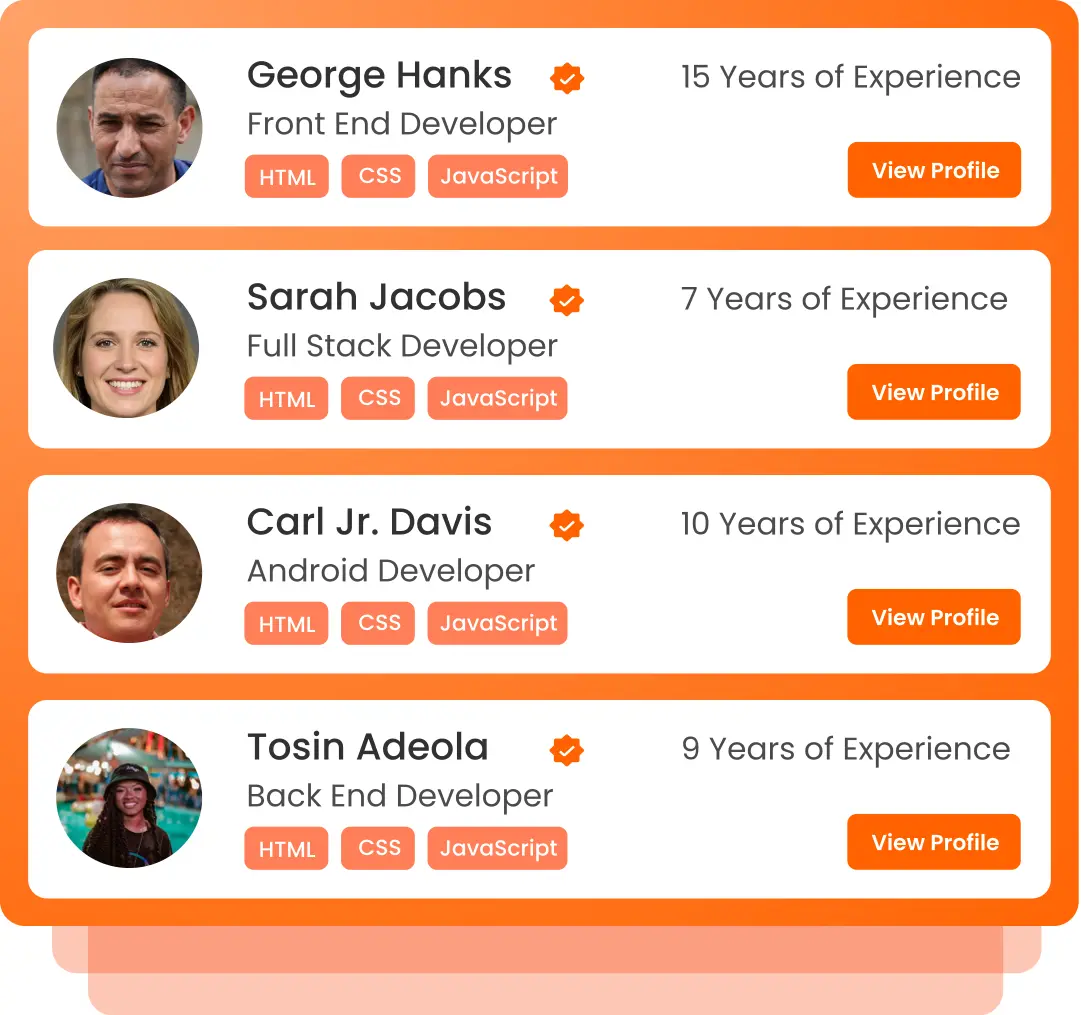 George Hanks
15 Years of Experience
Front End Developer
HTML CSS JavaScript
View Profile
Sarah Jacobs
7 Years of Experience
Full Stack Developer
HTML CSS JavaScript
View Profile
Carl Jr. Davis
10 Years of Experience
Android Developer
HTML CSS JavaScript
View Profile
Tosin Adeola
9 Years of Experience
Back End Developer
HTML CSS JavaScript
View Profile